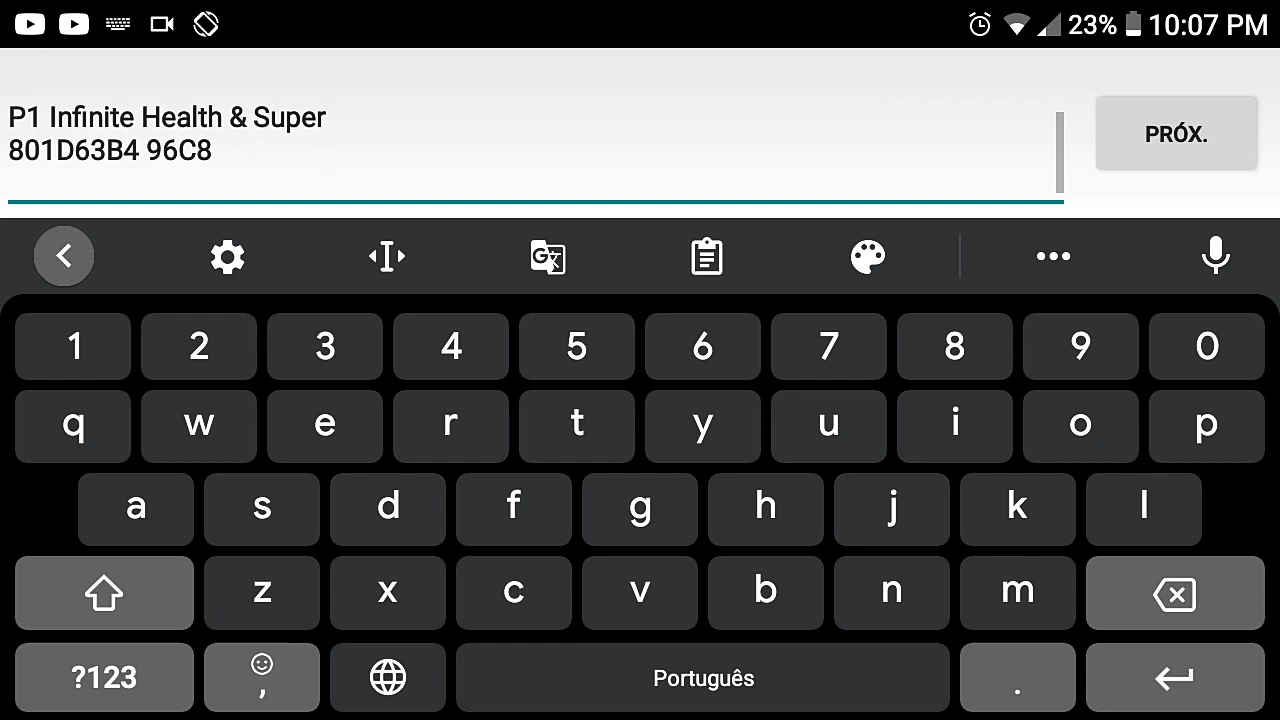 23% 10:07 PM
P1 Infinite Health & Super
801D63B4 96C8
PRÓX.
1 2 3 4 5 6 7 8 9 0
q w e r t y u i o p
a s d f g h j k l
z x c v b n m
?123 , Português .